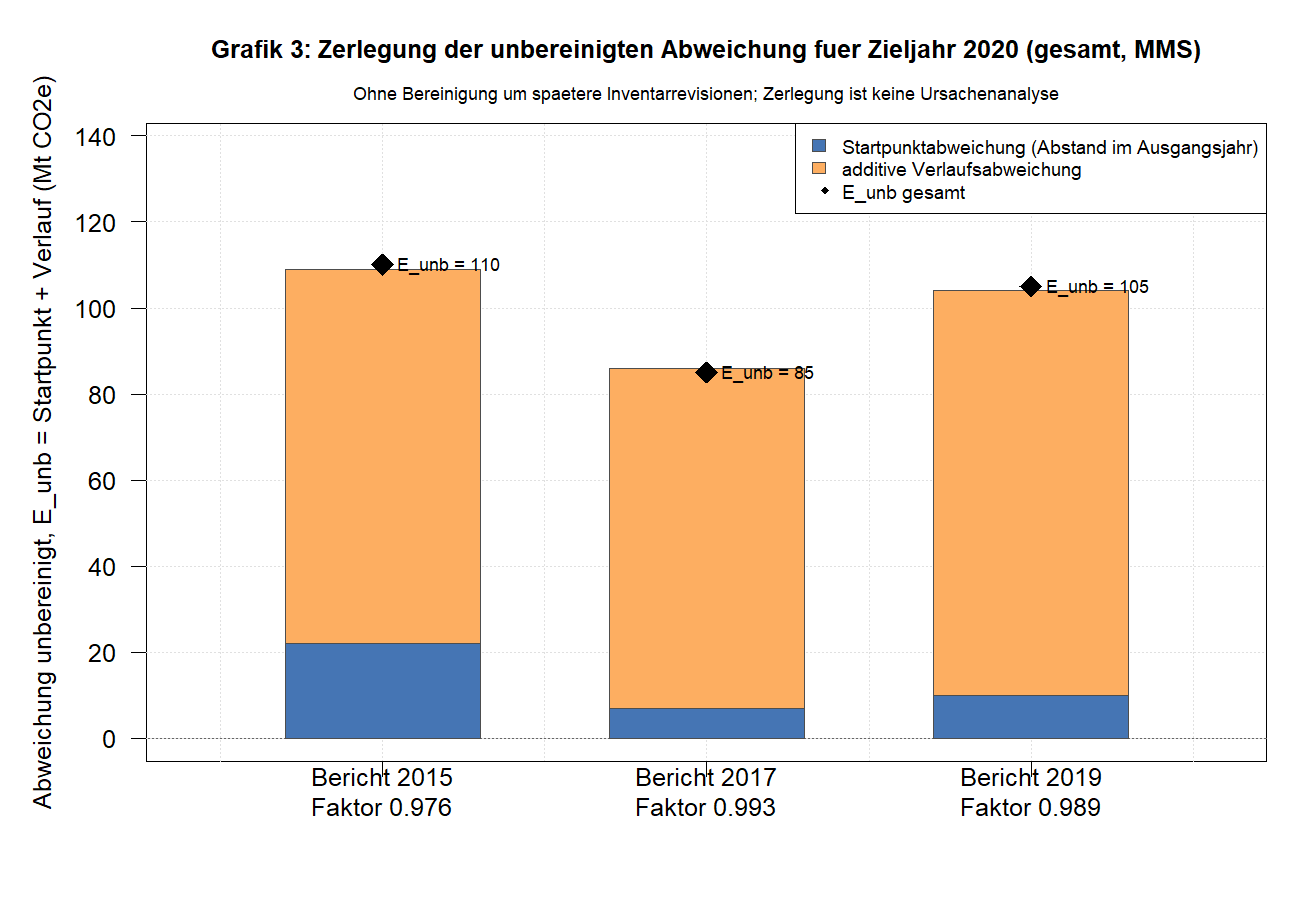 Grafik 3: Zerlegung der unbereinigten Abweichung fuer Zieljahr 2020 (gesamt, MMS)
Ohne Bereinigung um spaetere Inventarrevisionen; Zerlegung ist keine Ursachenanalyse
Abweichung unbereinigt, E_unb = Startpunkt + Verlauf (Mt CO2e)
140
120
100
80
60
40
20
0
Startpunktabweichung (Abstand im Ausgangsjahr)
additive Verlaufsabweichung
E_unb gesamt
E_unb = 110
E_unb = 85
E_unb = 105
Bericht 2015
Faktor 0.976
Bericht 2017
Faktor 0.993
Bericht 2019
Faktor 0.989